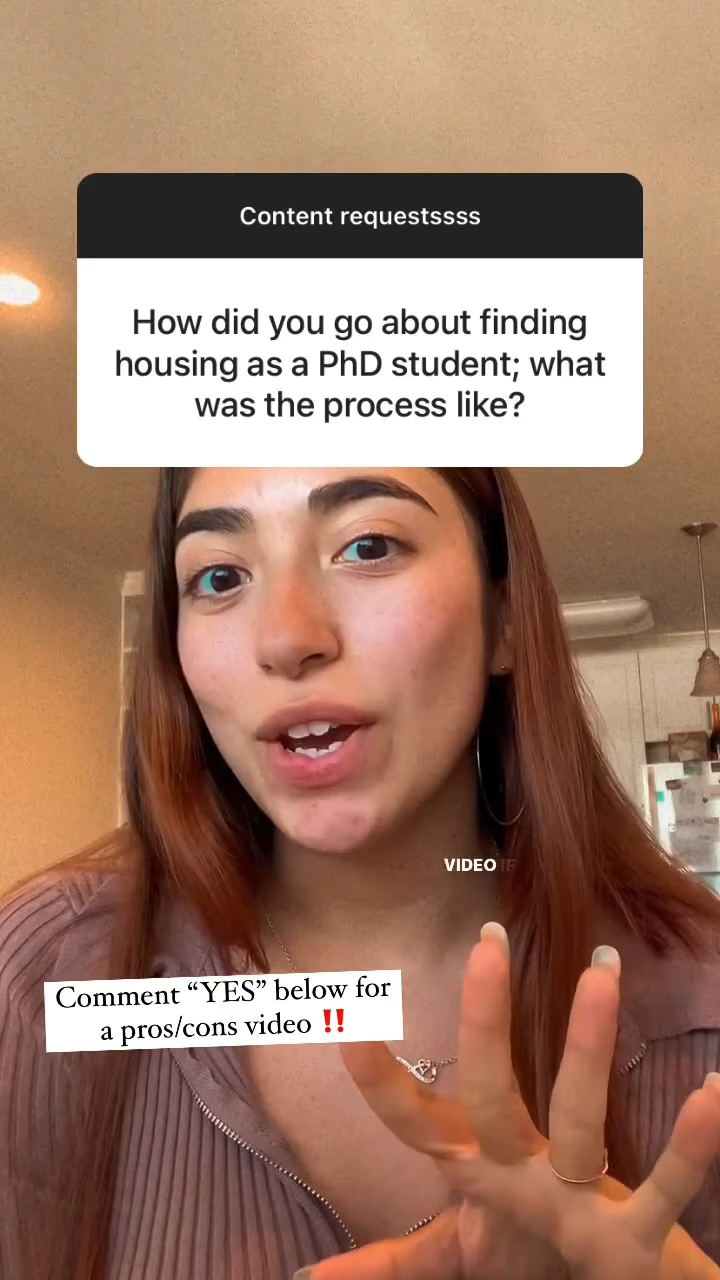 Content requestssss
How did you go about finding
housing as a PhD student; what
was the process like?
VIDEO
Comment “YES” below for
a pros/cons video ‼️